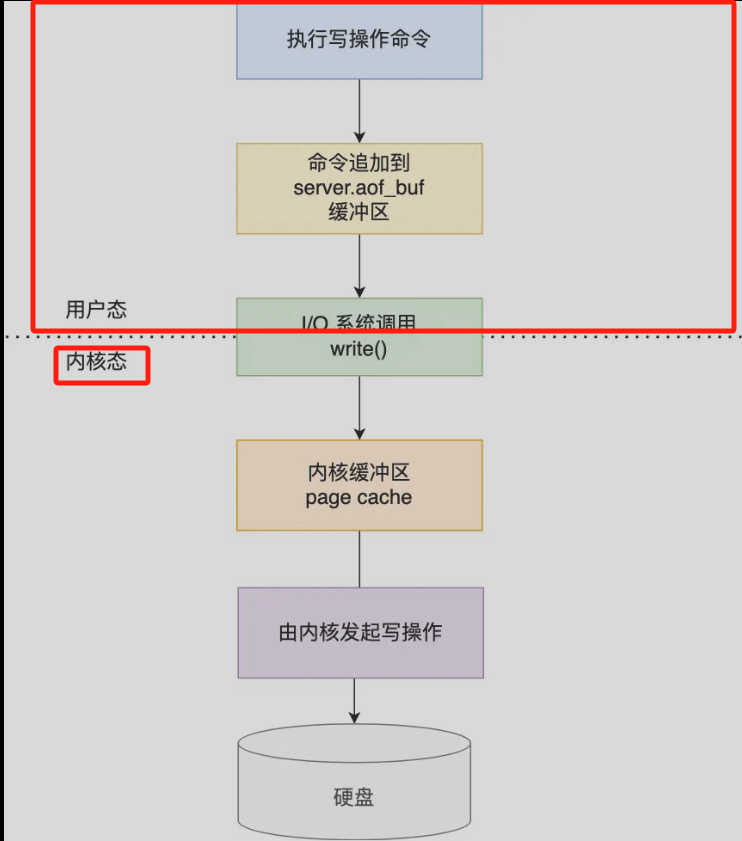 执行写操作命令
命令追加到
server.aof_buf
缓冲区
用户态
I/O 系统调用
write()
内核态
内核缓冲区
page cache
由内核发起写操作
硬盘